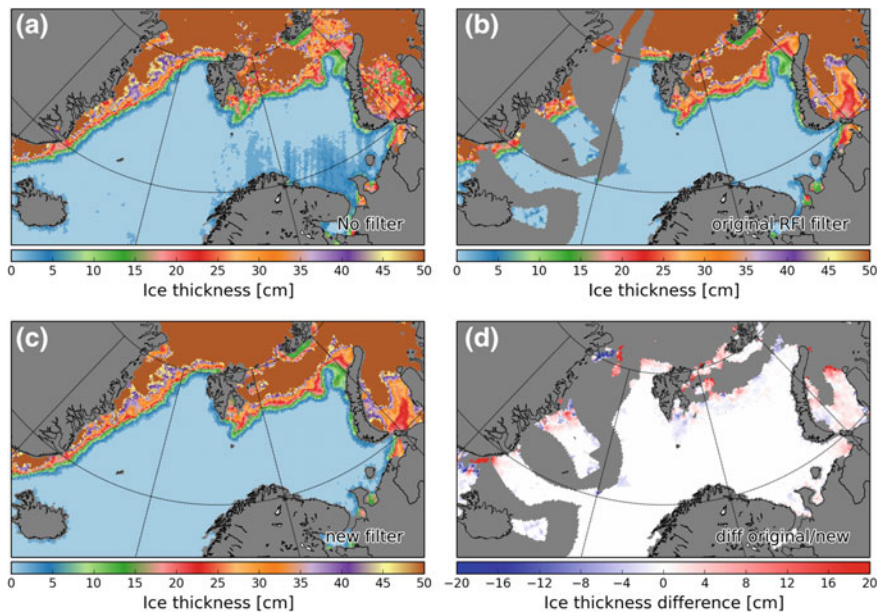 (a)
No filter
0 5 10 15 20 25 30 35 40 45 50
Ice thickness [cm]
(b)
original RFI filter
0 5 10 15 20 25 30 35 40 45 50
Ice thickness [cm]
(c)
new filter
0 5 10 15 20 25 30 35 40 45 50
Ice thickness [cm]
(d)
diff original/new
−20 −16 −12 −8 −4 0 4 8 12 16 20
Ice thickness difference [cm]